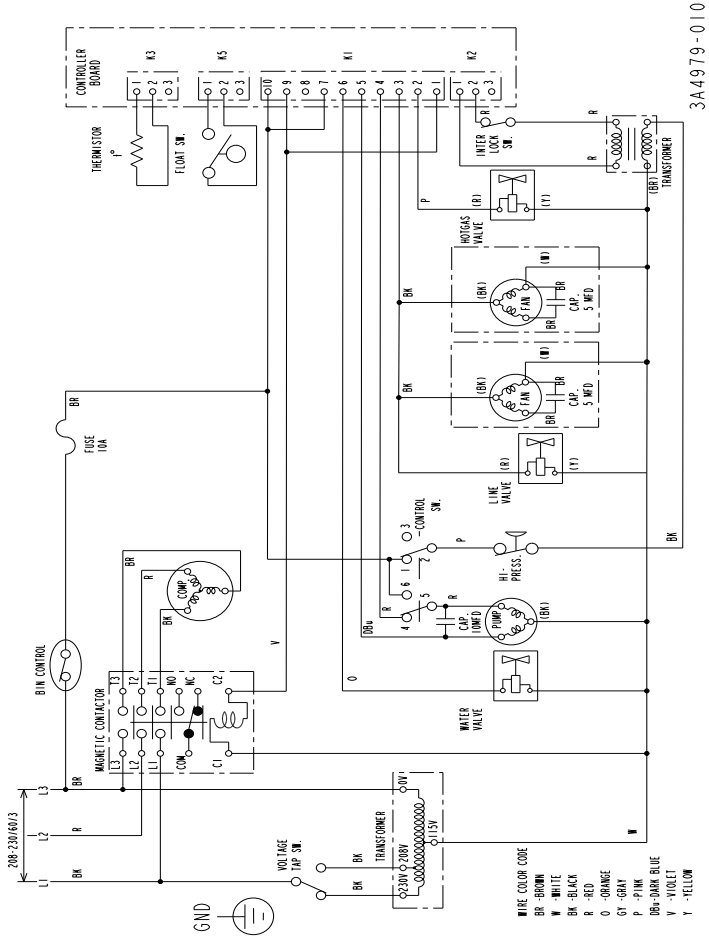 3A4979-010
CONTROLLER
BOARD
K3
K5
K1
K2
1
2
3
1
2
3
10
9
8
7
6
5
4
3
2
1
1
2
3
THERMISTOR
t°
FLOAT SW.
R
INTER
LOCK
SW.
R
R
TRANSFORMER
(BR)
P
(R)
(Y)
HOTGAS
VALVE
BK
(BK)
(W)
FAN
BR
BR
CAP.
5 MFD
BK
(BK)
(W)
FAN
BR
BR
CAP.
5 MFD
(R)
(Y)
LINE
VALVE
BR
FUSE
10A
3
CONTROL
SW.
1
2
P
HI-
PRESS.
BK
6
5
4
R
R
DBu
CAP.
10MFD
PUMP
(BK)
O
WATER
VALVE
V
BIN CONTROL
BR
R
BK
COMP.
MAGNETIC CONTACTOR
L3
T3
L2
T2
L1
T1
NO
NC
COM
C1
C2
208-230/60/3
L3
L2
L1
BR
R
BK
VOLTAGE
TAP SW.
BK
BK
TRANSFORMER
230V
208V
0V
115V
W
GND
WIRE COLOR CODE
BR -BROWN
W -WHITE
BK -BLACK
R -RED
O -ORANGE
GY -GRAY
P -PINK
DBu-DARK BLUE
V -VIOLET
Y -YELLOW